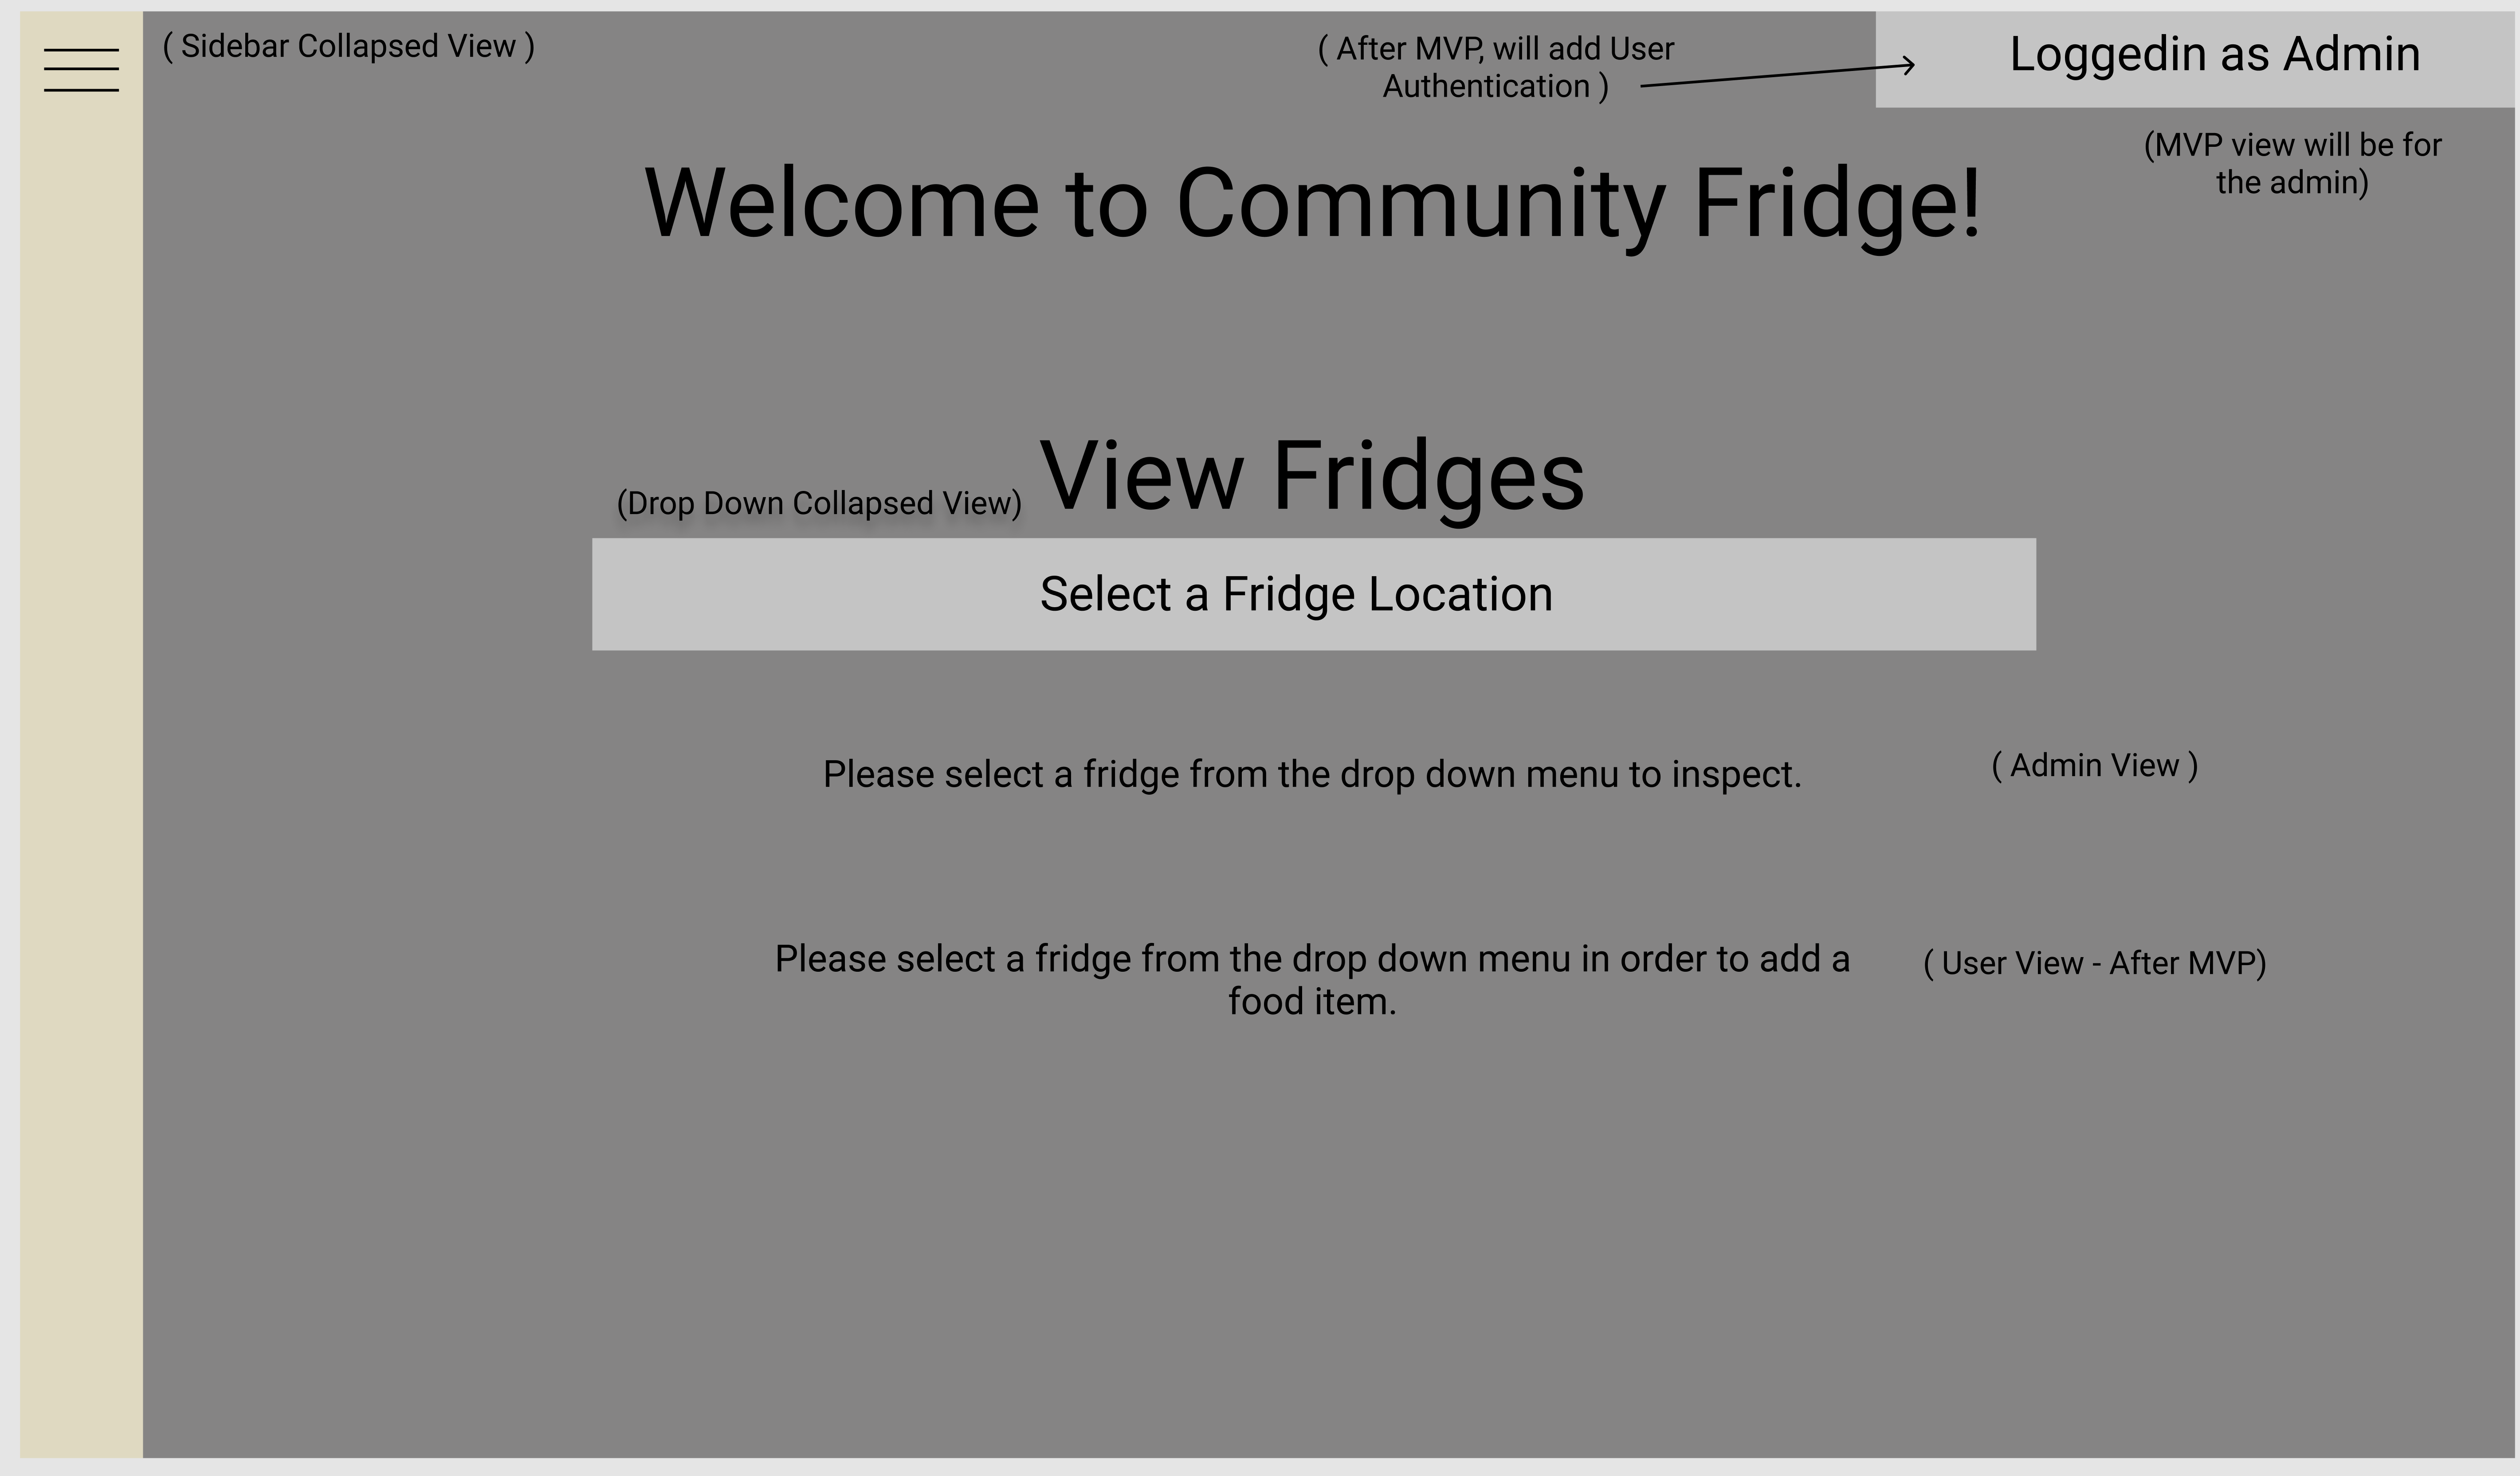 ( Sidebar Collapsed View )
( After MVP, will add User
Authentication )
Loggedin as Admin
(MVP view will be for
the admin)
Welcome to Community Fridge!
View Fridges
(Drop Down Collapsed View)
Select a Fridge Location
Please select a fridge from the drop down menu to inspect.
( Admin View )
Please select a fridge from the drop down menu in order to add a
food item.
( User View - After MVP)